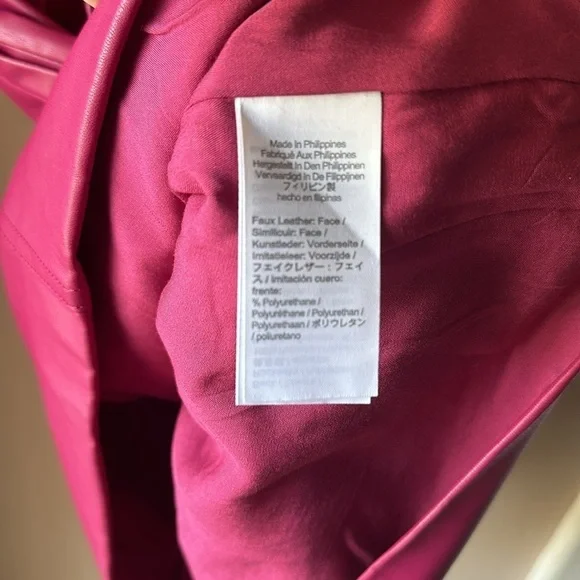 Made In Philippines
Fabriqué Aux Philippines
Hergestellt In Den Philippinen
Vervaardigd In De Filippijnen
フィリピン製
hecho en filipinas
Faux Leather: Face /
Similicuir: Face /
Kunstleder: Vorderseite /
Imitatieleer: Voorzijde /
フェイクレザー：フェイ
ス / imitación cuero:
frente:
% Polyurethane /
Polyuréthane / Polyurethan /
Polyurethaan / ポリウレタン
/ poliuretano